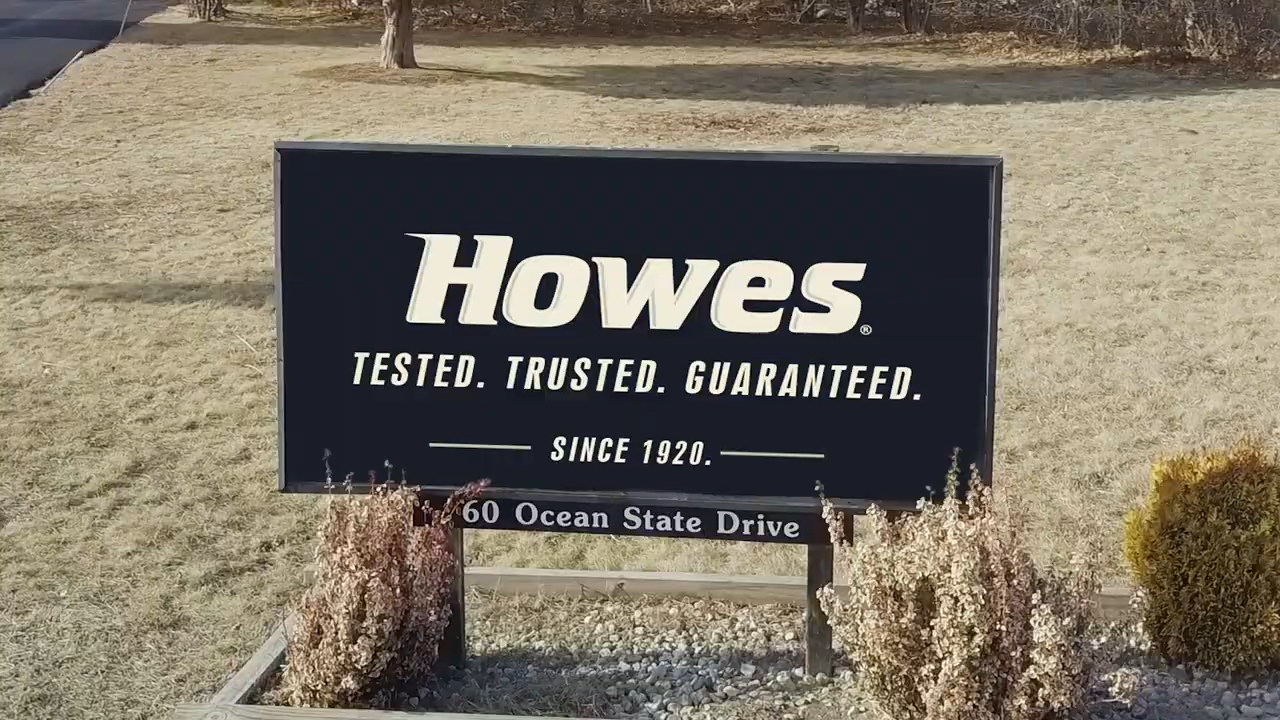 Howes®
TESTED. TRUSTED. GUARANTEED.
SINCE 1920.
60 Ocean State Drive